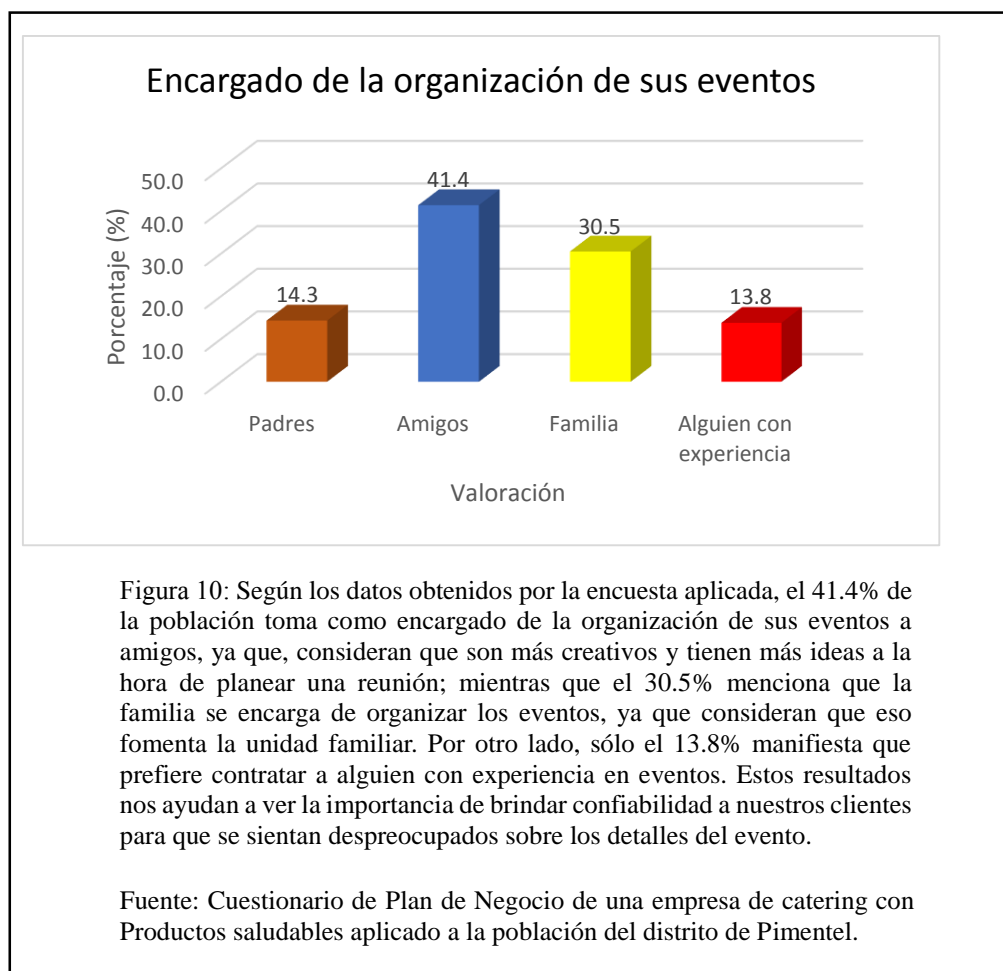 Encargado de la organización de sus eventos
Porcentaje (%)
50.0
40.0
30.0
20.0
10.0
0.0
14.3
41.4
30.5
13.8
Padres
Amigos
Familia
Alguien con
experiencia
Valoración
Figura 10: Según los datos obtenidos por la encuesta aplicada, el 41.4% de
la población toma como encargado de la organización de sus eventos a
amigos, ya que, consideran que son más creativos y tienen más ideas a la
hora de planear una reunión; mientras que el 30.5% menciona que la
familia se encarga de organizar los eventos, ya que consideran que eso
fomenta la unidad familiar. Por otro lado, sólo el 13.8% manifiesta que
prefiere contratar a alguien con experiencia en eventos. Estos resultados
nos ayudan a ver la importancia de brindar confiabilidad a nuestros clientes
para que se sientan despreocupados sobre los detalles del evento.
Fuente: Cuestionario de Plan de Negocio de una empresa de catering con
Productos saludables aplicado a la población del distrito de Pimentel.